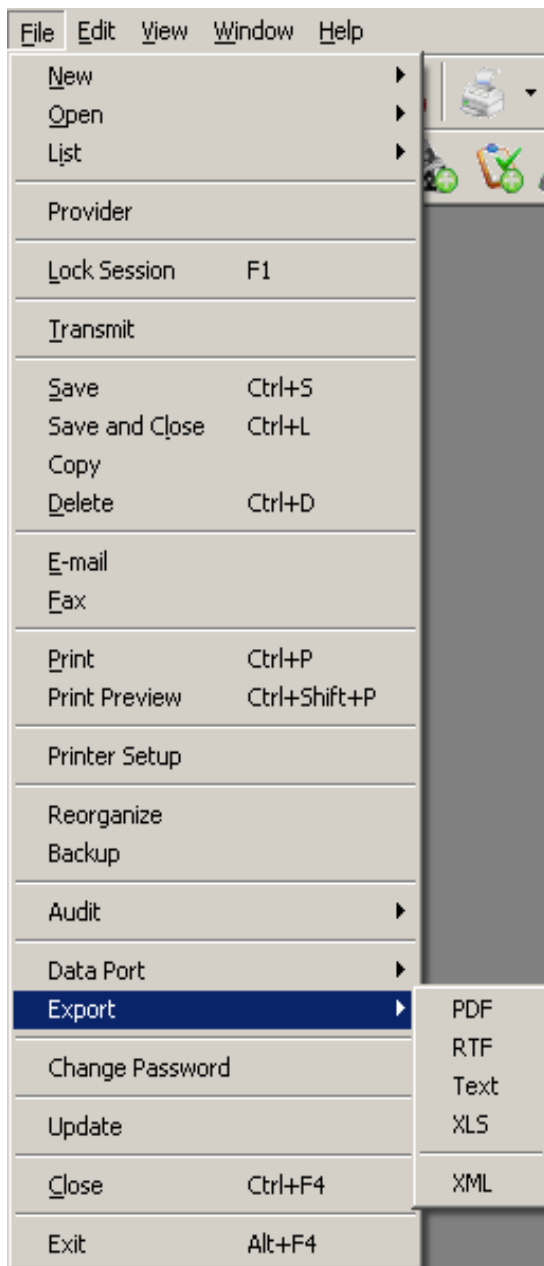 File Edit View Window Help
New
Open
List
Provider
Lock Session F1
Transmit
Save Ctrl+S
Save and Close Ctrl+L
Copy
Delete Ctrl+D
E-mail
Fax
Print Ctrl+P
Print Preview Ctrl+Shift+P
Printer Setup
Reorganize
Backup
Audit
Data Port
Export
PDF
RTF
Text
XLS
XML
Change Password
Update
Close Ctrl+F4
Exit Alt+F4